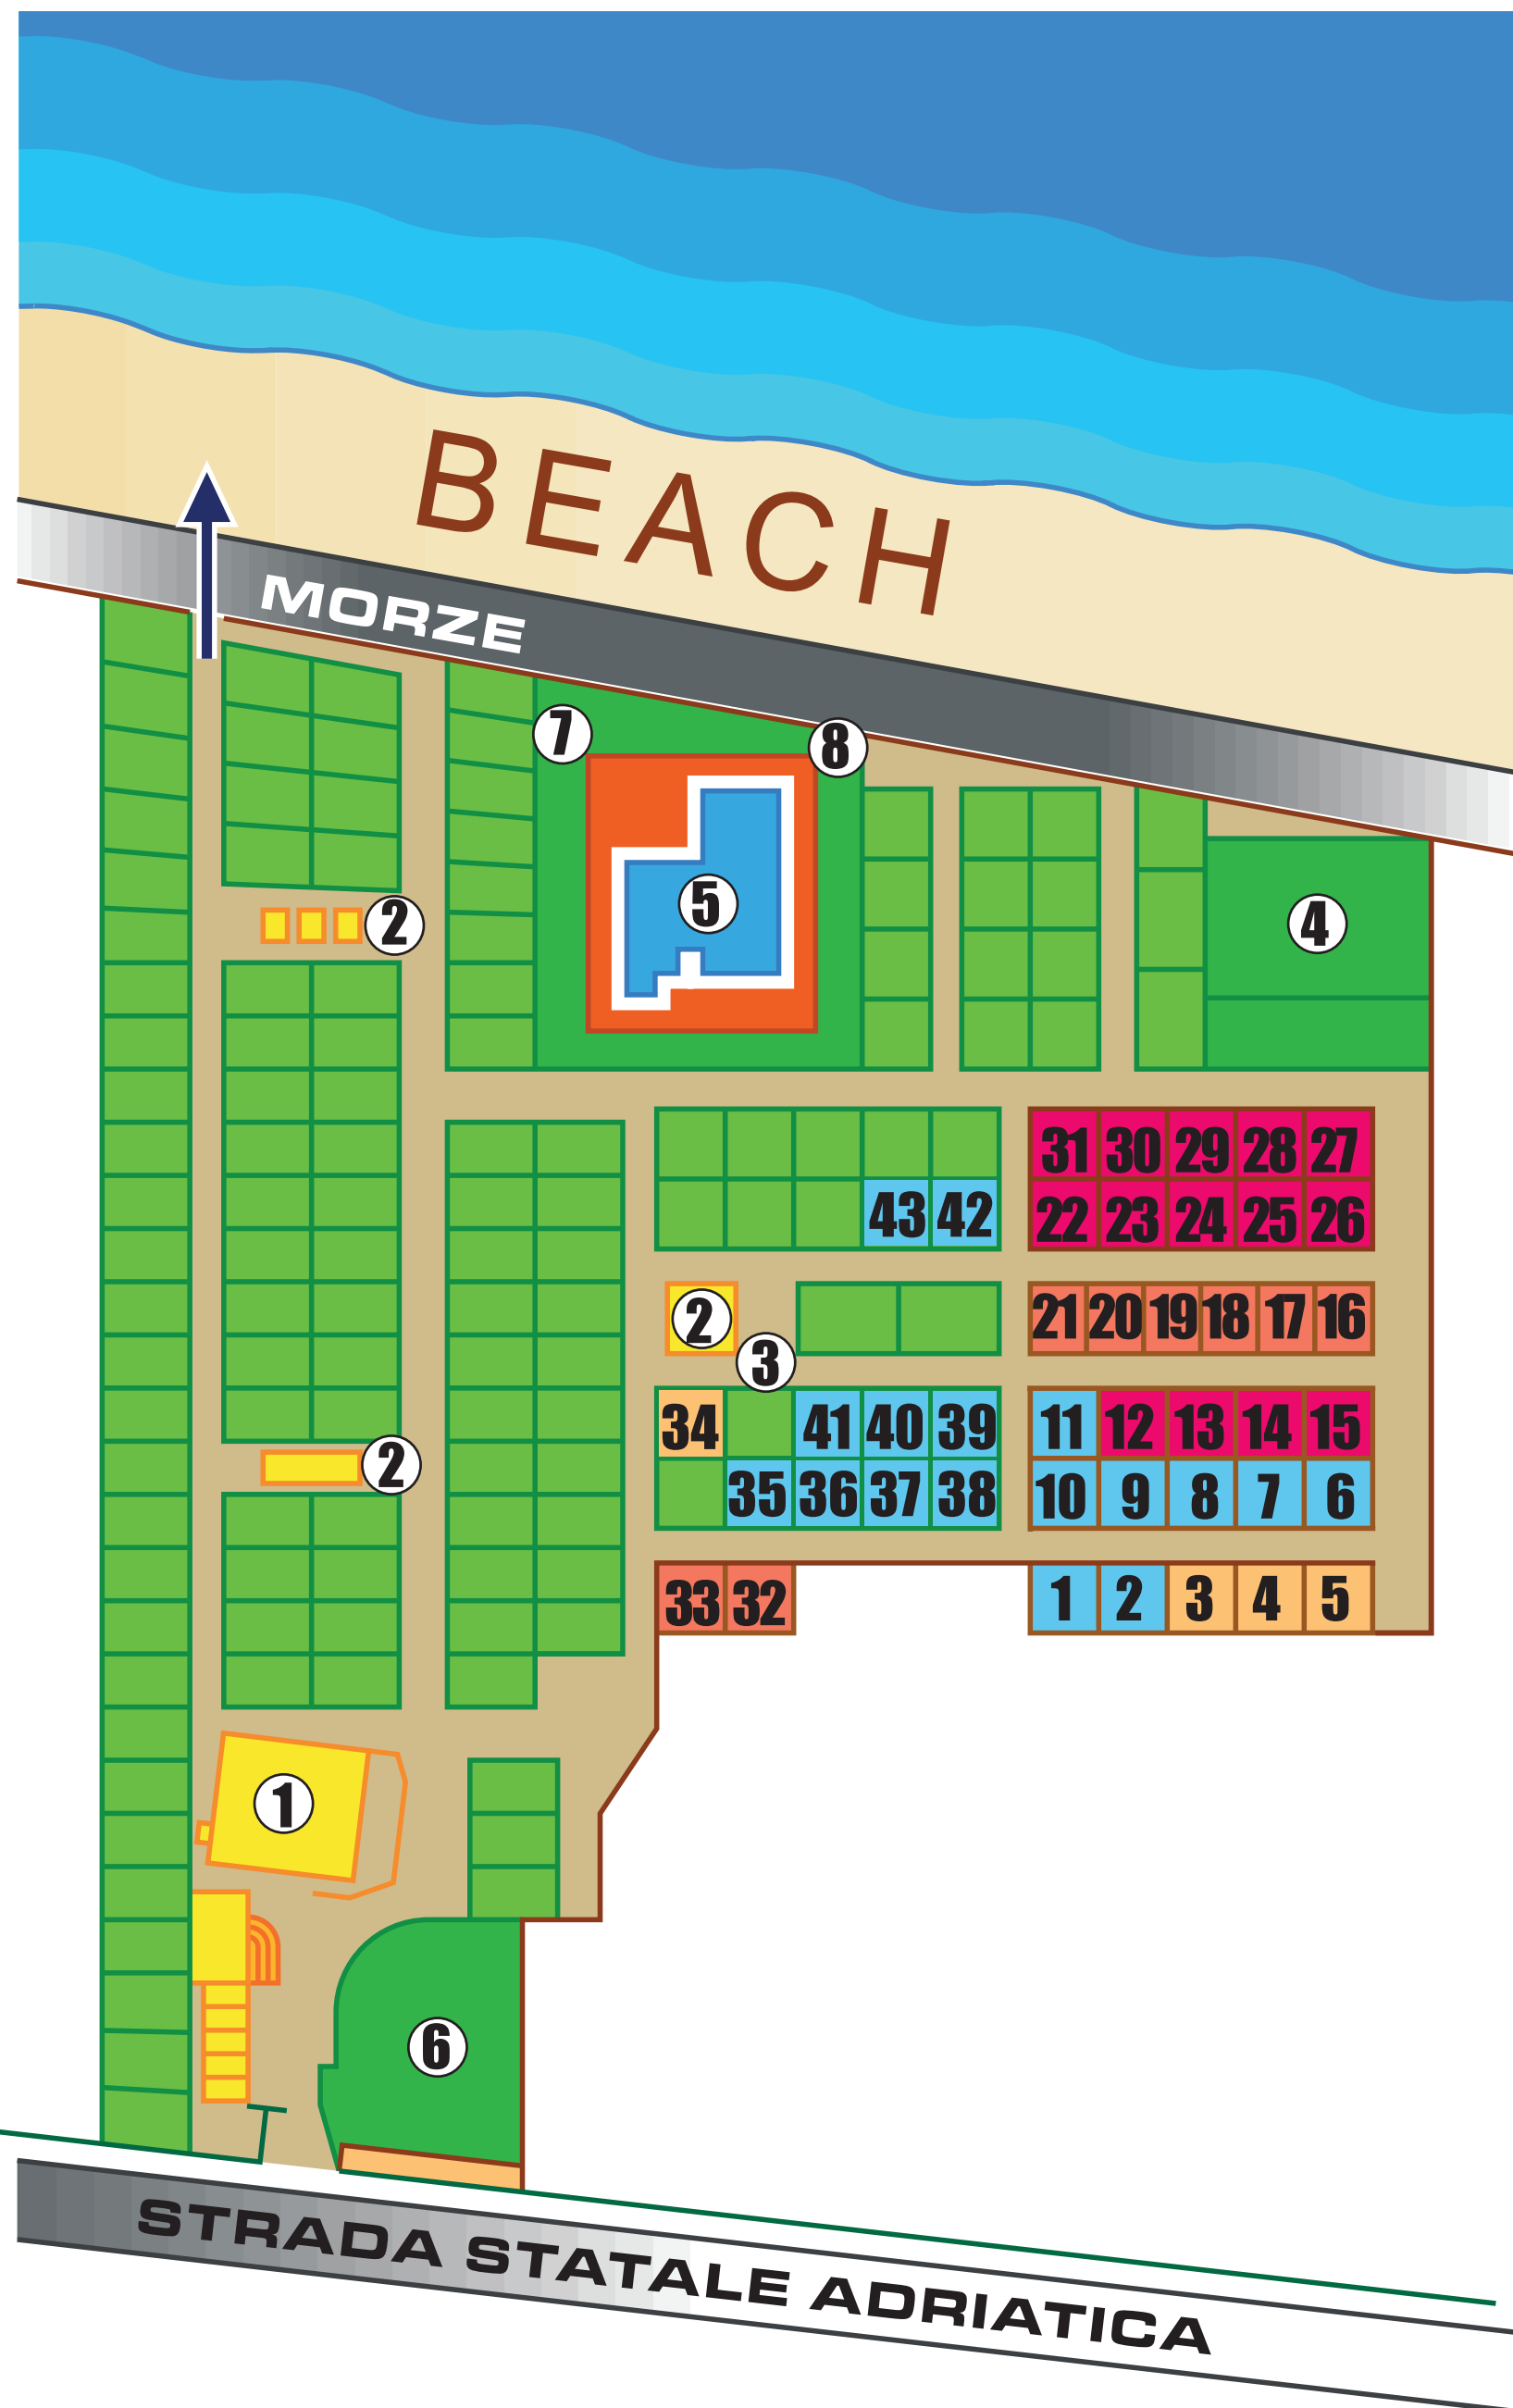 BEACH
MORZE
7
8
5
4
2
31 30 29 28 27
43 42 22 23 24 25 26
2 21 20 19 18 17 16
3
34 41 40 39 11 12 13 14 15
2
35 36 37 38 10 9 8 7 6
33 32 1 2 3 4 5
1
6
STRADA STATALE ADRIATICA